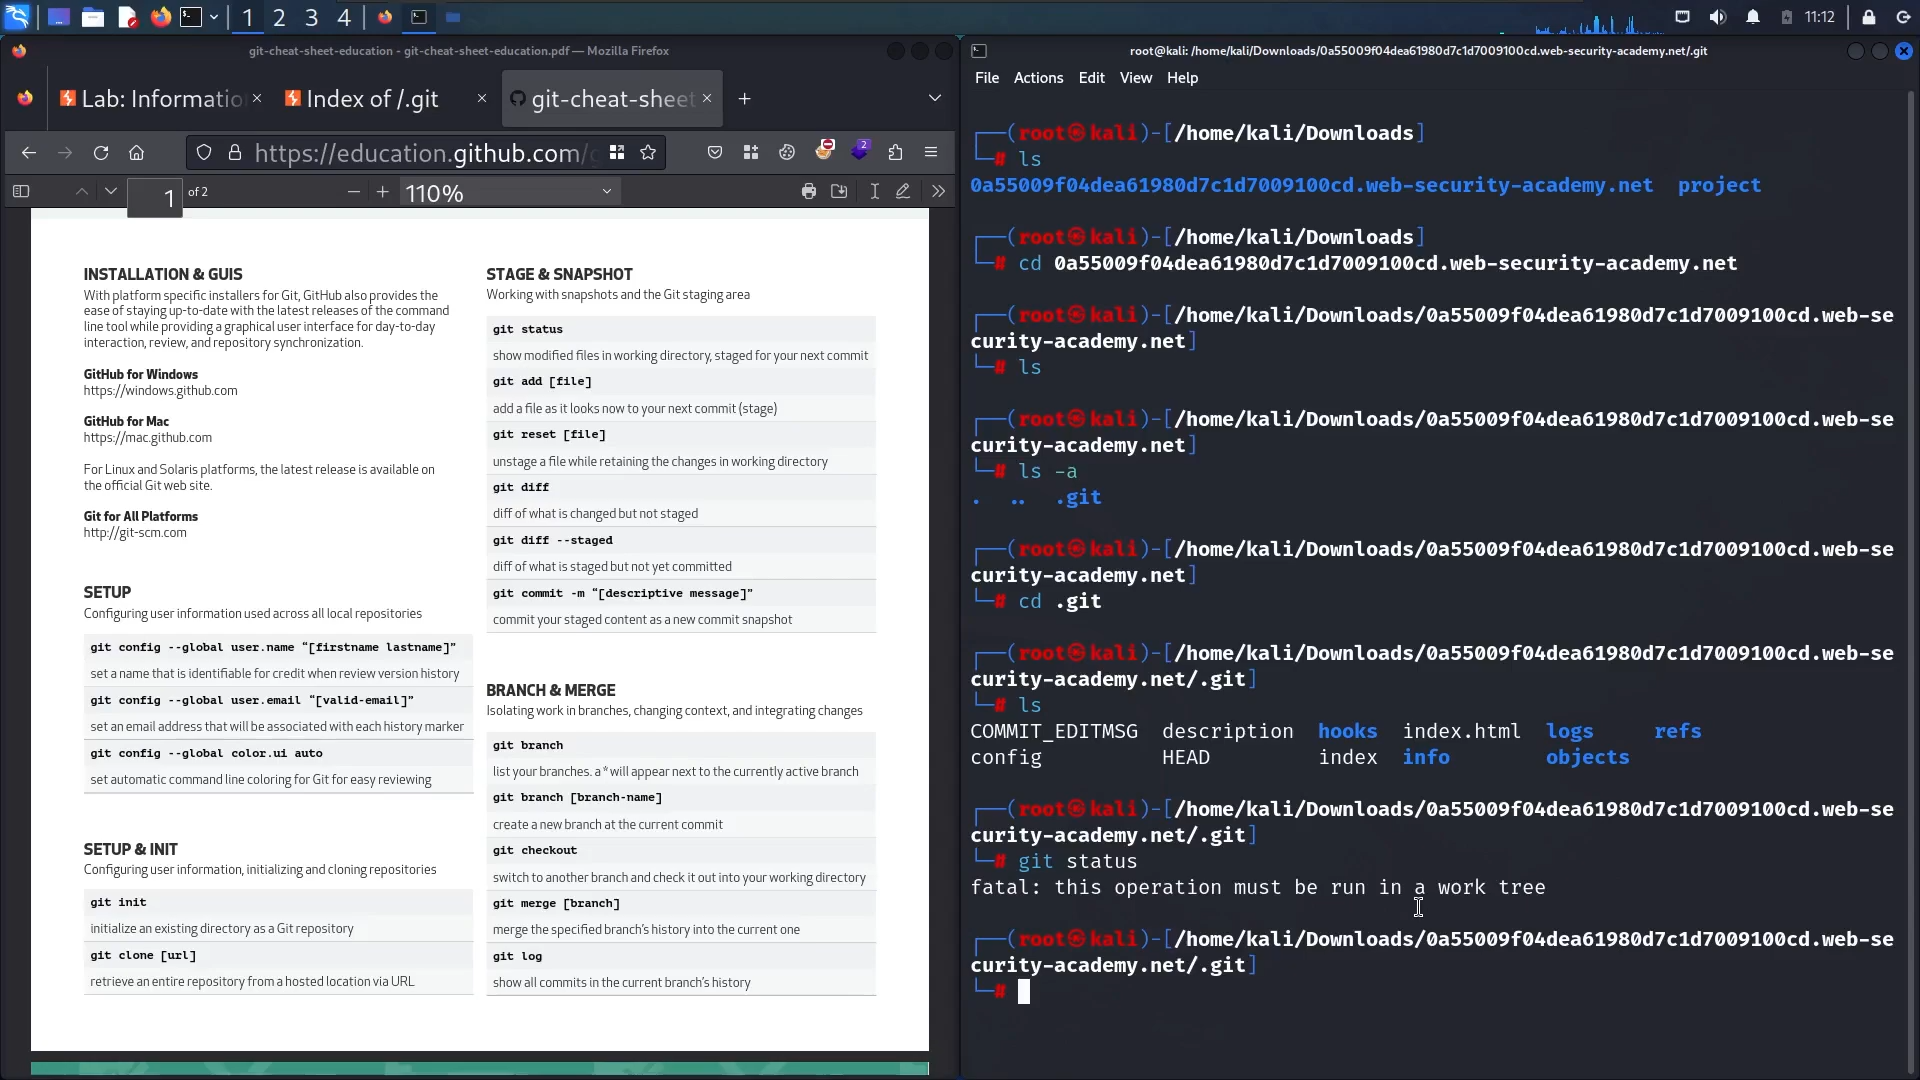 1 2 3 4
11:12
git-cheat-sheet-education - git-cheat-sheet-education.pdf — Mozilla Firefox
Lab: Informatio
Index of /.git
git-cheat-sheet
https://education.github.com/
2
1 of 2
110%
INSTALLATION & GUIS
With platform specific installers for Git, GitHub also provides the
ease of staying up-to-date with the latest releases of the command
line tool while providing a graphical user interface for day-to-day
interaction, review, and repository synchronization.
GitHub for Windows
https://windows.github.com
GitHub for Mac
https://mac.github.com
For Linux and Solaris platforms, the latest release is available on
the official Git web site.
Git for All Platforms
http://git-scm.com
SETUP
Configuring user information used across all local repositories
git config --global user.name “[firstname lastname]”
set a name that is identifiable for credit when review version history
git config --global user.email “[valid-email]”
set an email address that will be associated with each history marker
git config --global color.ui auto
set automatic command line coloring for Git for easy reviewing
SETUP & INIT
Configuring user information, initializing and cloning repositories
git init
initialize an existing directory as a Git repository
git clone [url]
retrieve an entire repository from a hosted location via URL
STAGE & SNAPSHOT
Working with snapshots and the Git staging area
git status
show modified files in working directory, staged for your next commit
git add [file]
add a file as it looks now to your next commit (stage)
git reset [file]
unstage a file while retaining the changes in working directory
git diff
diff of what is changed but not staged
git diff --staged
diff of what is staged but not yet committed
git commit -m “[descriptive message]”
commit your staged content as a new commit snapshot
BRANCH & MERGE
Isolating work in branches, changing context, and integrating changes
git branch
list your branches. a * will appear next to the currently active branch
git branch [branch-name]
create a new branch at the current commit
git checkout
switch to another branch and check it out into your working directory
git merge [branch]
merge the specified branch’s history into the current one
git log
show all commits in the current branch’s history
root@kali: /home/kali/Downloads/0a55009f04dea61980d7c1d7009100cd.web-security-academy.net/.git
File Actions Edit View Help
┌──(root㉿kali)-[/home/kali/Downloads]
└─# ls
0a55009f04dea61980d7c1d7009100cd.web-security-academy.net project
┌──(root㉿kali)-[/home/kali/Downloads]
└─# cd 0a55009f04dea61980d7c1d7009100cd.web-security-academy.net
┌──(root㉿kali)-[/home/kali/Downloads/0a55009f04dea61980d7c1d7009100cd.web-se
curity-academy.net]
└─# ls
┌──(root㉿kali)-[/home/kali/Downloads/0a55009f04dea61980d7c1d7009100cd.web-se
curity-academy.net]
└─# ls -a
. .. .git
┌──(root㉿kali)-[/home/kali/Downloads/0a55009f04dea61980d7c1d7009100cd.web-se
curity-academy.net]
└─# cd .git
┌──(root㉿kali)-[/home/kali/Downloads/0a55009f04dea61980d7c1d7009100cd.web-se
curity-academy.net/.git]
└─# ls
COMMIT_EDITMSG description hooks index.html logs refs
config HEAD index info objects
┌──(root㉿kali)-[/home/kali/Downloads/0a55009f04dea61980d7c1d7009100cd.web-se
curity-academy.net/.git]
└─# git status
fatal: this operation must be run in a work tree
┌──(root㉿kali)-[/home/kali/Downloads/0a55009f04dea61980d7c1d7009100cd.web-se
curity-academy.net/.git]
└─#